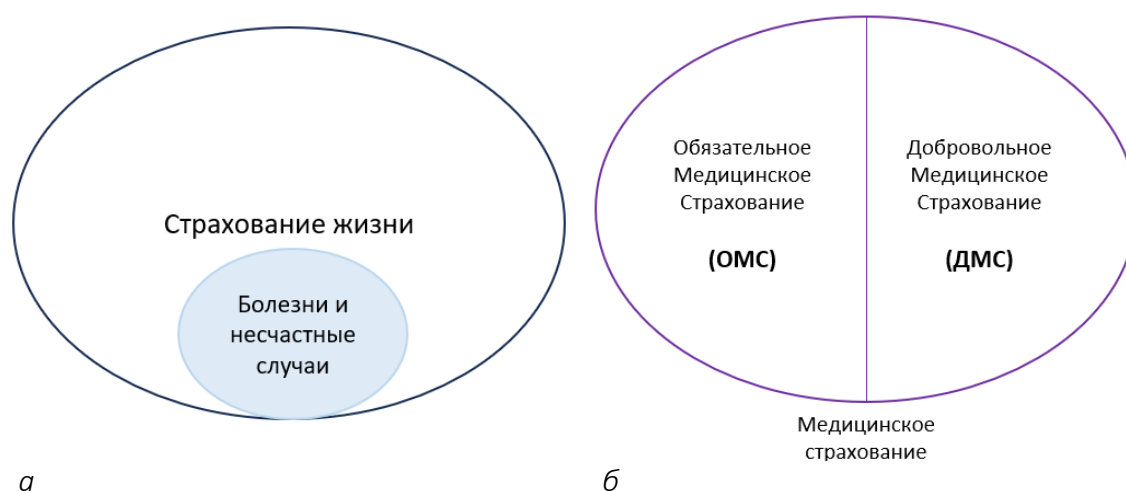 Страхование жизни
Болезни и
несчастные
случаи
а
Обязательное
Медицинское
Страхование
(ОМС)
Добровольное
Медицинское
Страхование
(ДМС)
Медицинское
страхование
б